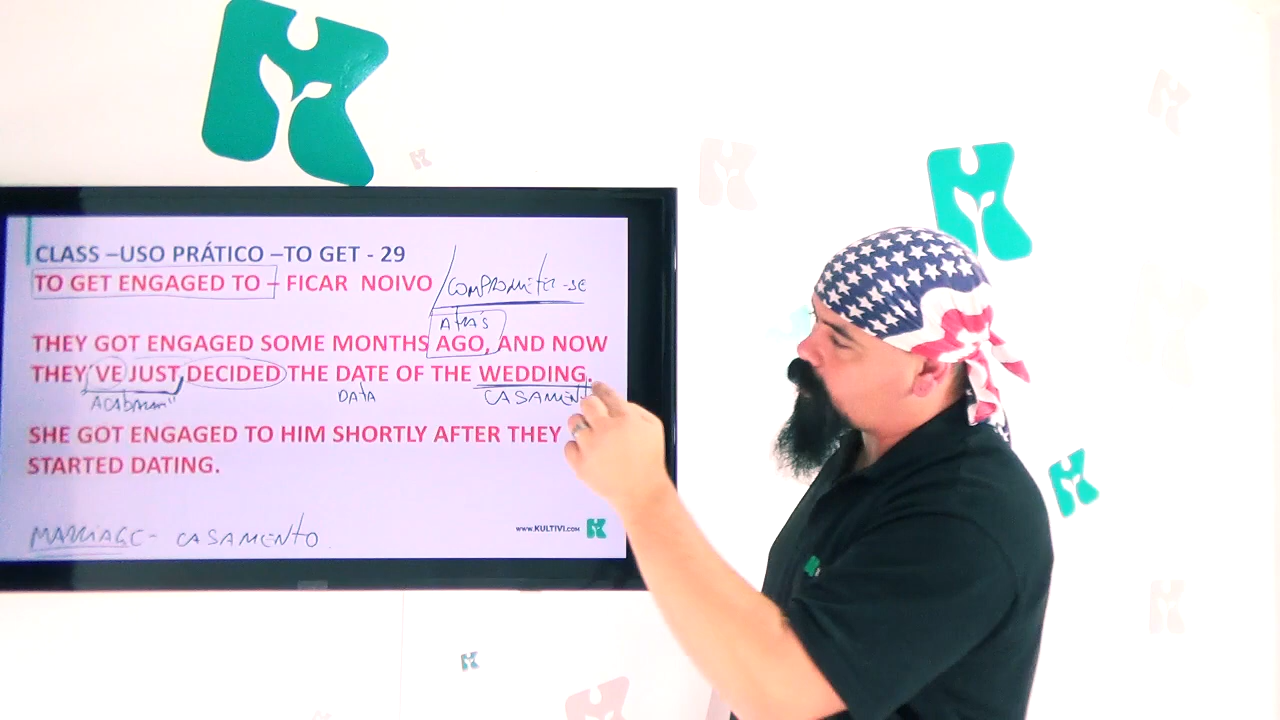 CLASS –USO PRÁTICO –TO GET - 29
TO GET ENGAGED TO – FICAR NOIVO / COMPROMETER-SE
ATRÁS
THEY GOT ENGAGED SOME MONTHS AGO, AND NOW
THEY'VE JUST DECIDED THE DATE OF THE WEDDING.
DATA
SHE GOT ENGAGED TO HIM SHORTLY AFTER THEY
STARTED DATING.
MARRIAGE - CASAMENTO
www.KULTIVI.com